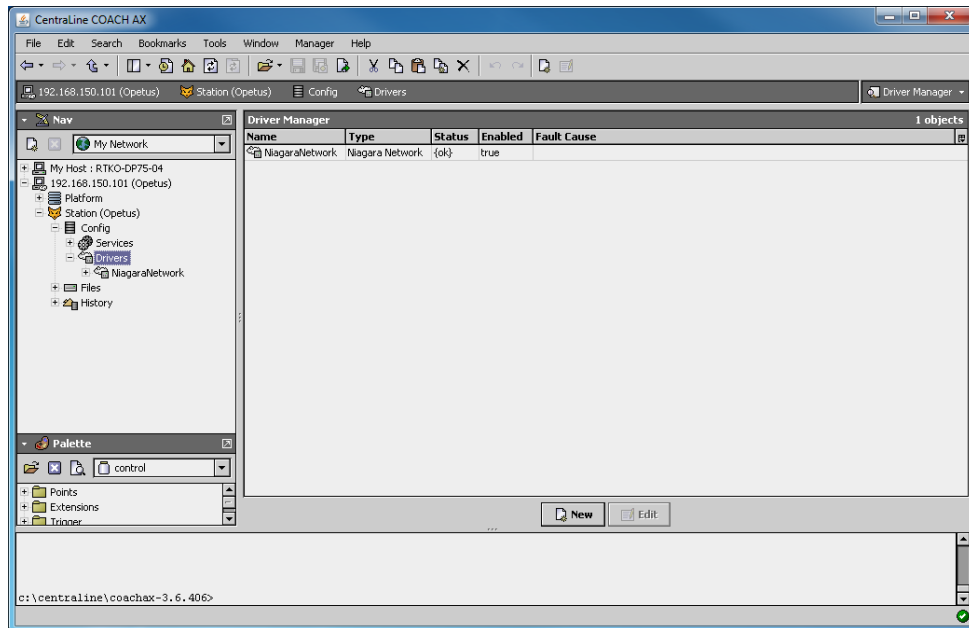 CentraLine COACH AX
File Edit Search Bookmarks Tools Window Manager Help
192.168.150.101 (Opetus) Station (Opetus) Config Drivers Driver Manager
Nav
My Network
My Host : RTKO-DP75-04
192.168.150.101 (Opetus)
Platform
Station (Opetus)
Config
Services
Drivers
NiagaraNetwork
Files
History
Palette
control
Points
Extensions
Trigger
Driver Manager 1 objects
Name Type Status Enabled Fault Cause
NiagaraNetwork Niagara Network {ok} true
New Edit
c:\centraline\coachax-3.6.406>